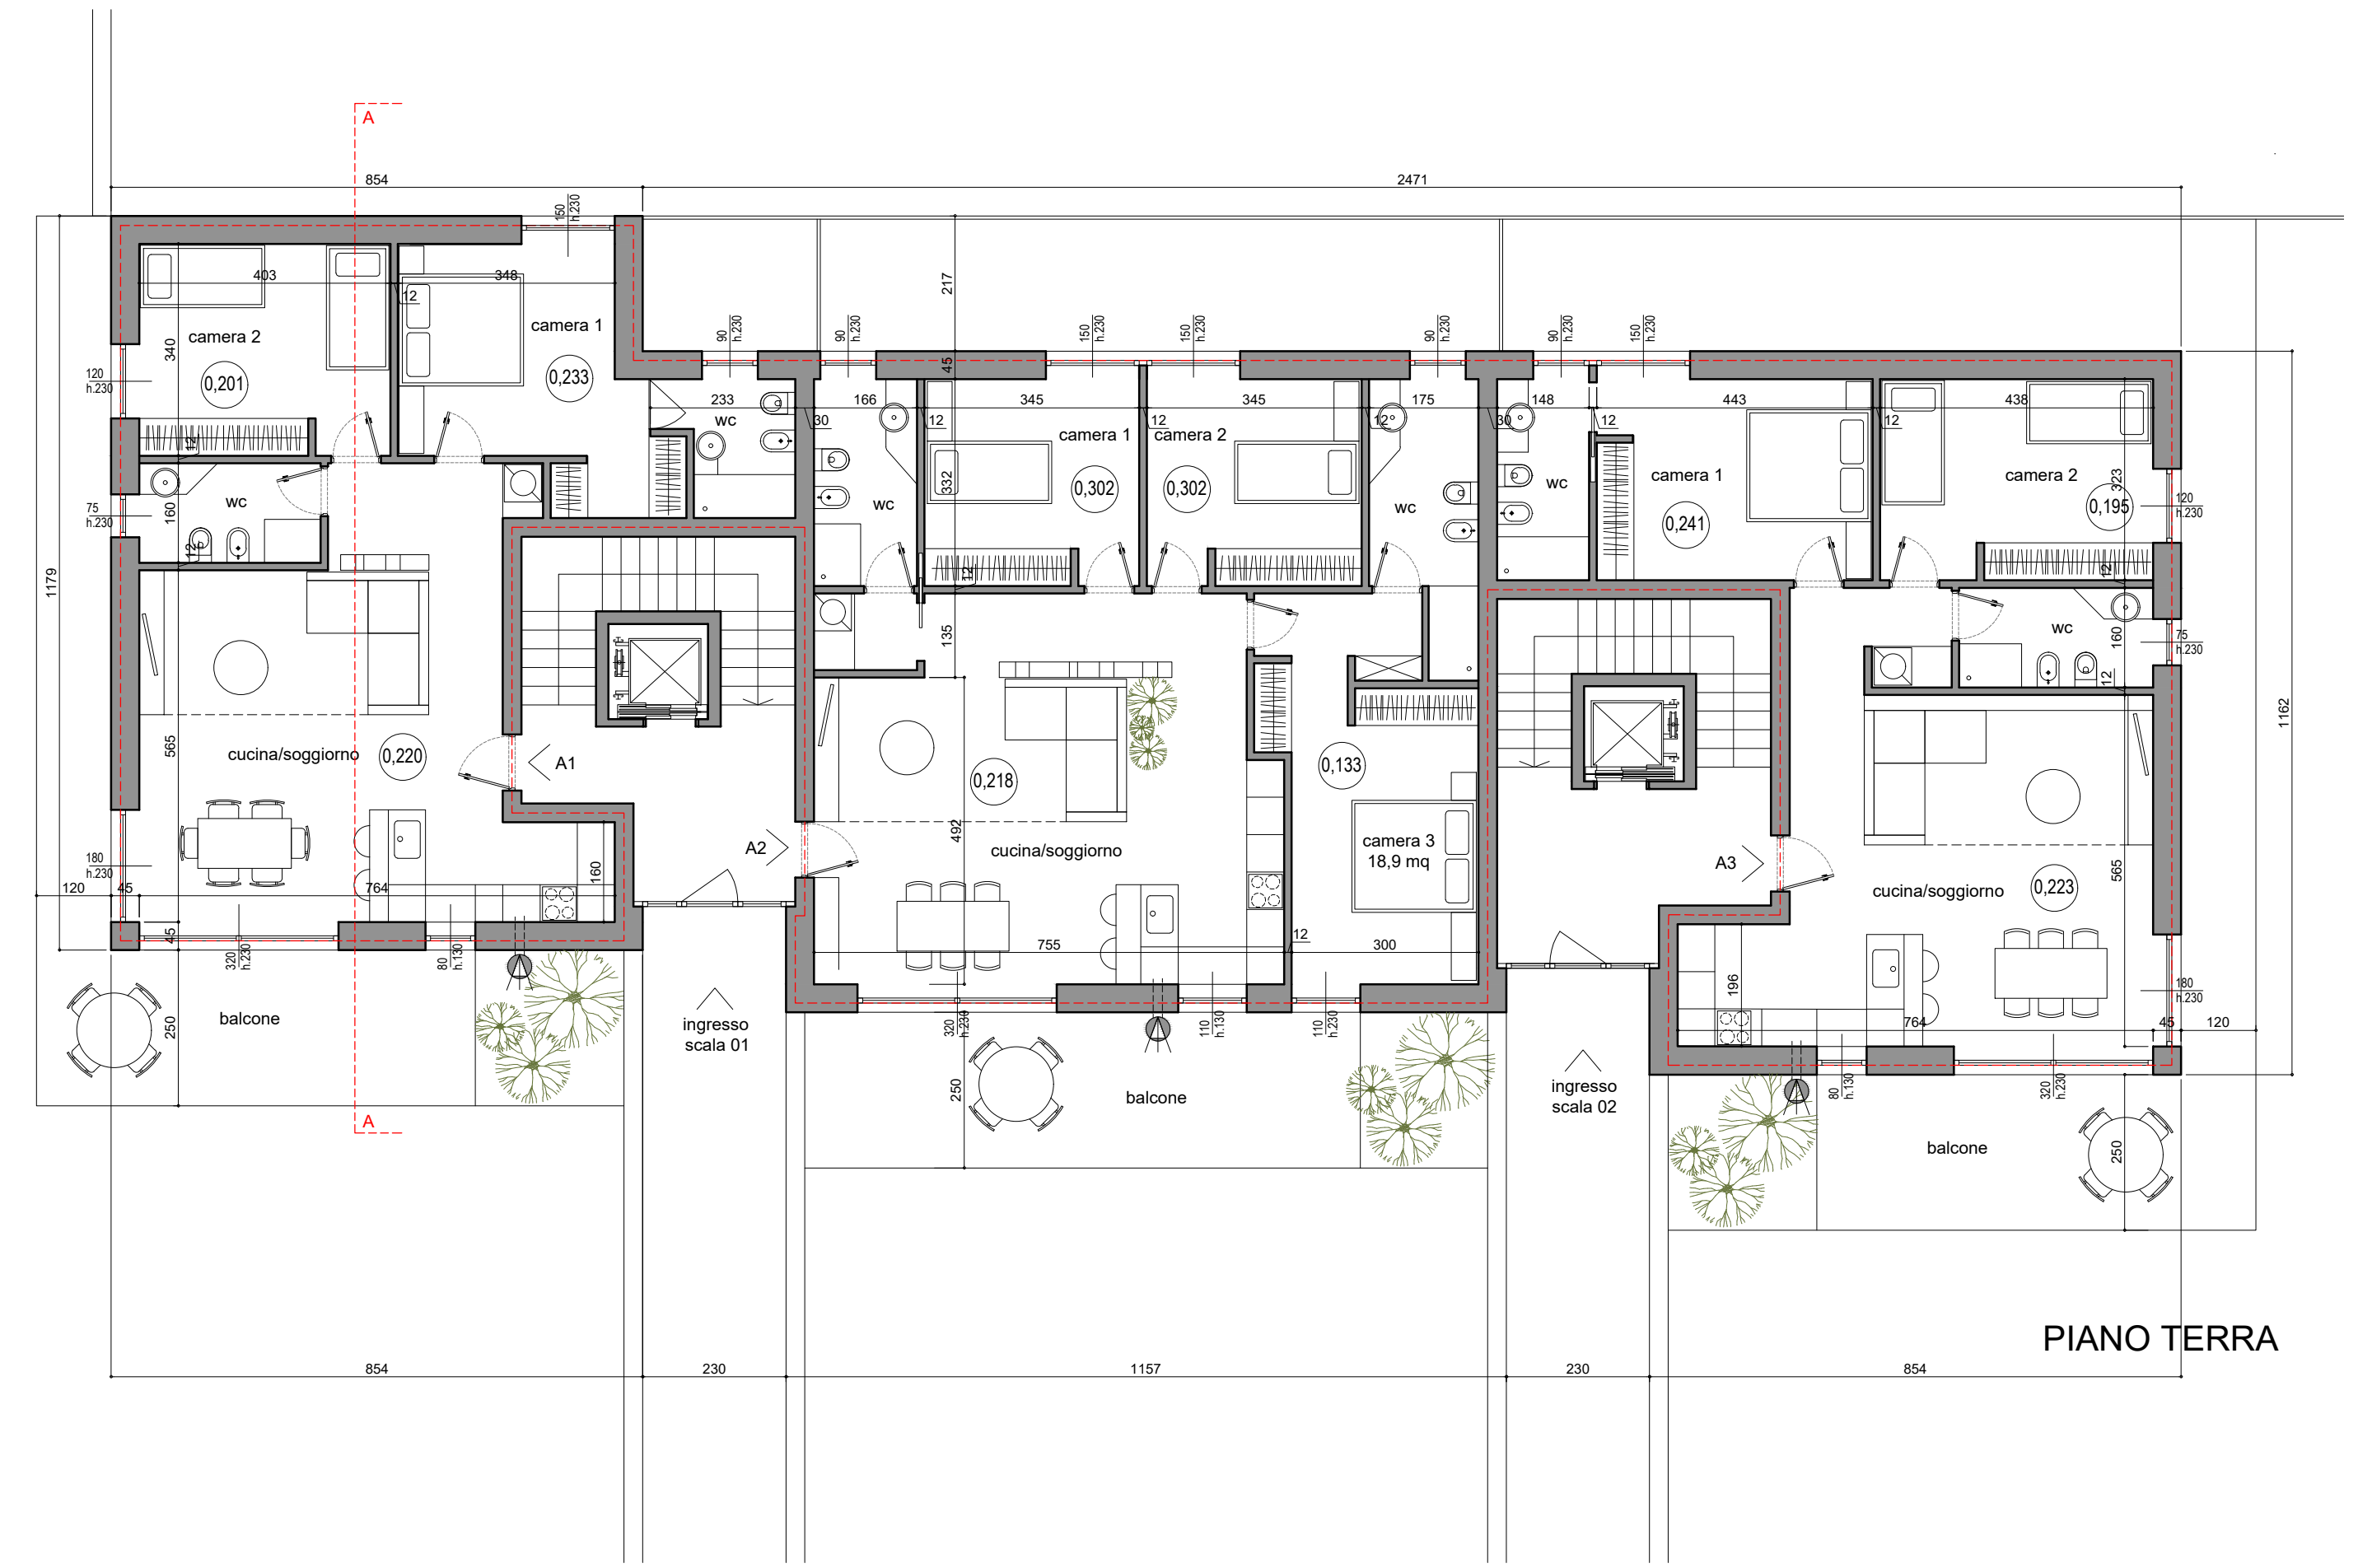 A
854
2471
150
h.230
403
348
12
217
camera 1
camera 2
340
0,201
0,233
120
h.230
90
h.230
90
h.230
150
h.230
150
h.230
90
h.230
90
h.230
150
h.230
45
233
wc
30
166
12
345
12
345
12
175
30
148
12
443
12
438
camera 1
camera 2
12
332
0,302
0,302
camera 1
0,241
camera 2
323
0,195
120
h.230
wc
160
75
h.230
12
wc
wc
wc
12
12
1179
135
wc
160
75
h.230
12
1162
565
cucina/soggiorno
0,220
A1
0,218
0,133
492
A2
cucina/soggiorno
camera 3
18,9 mq
A3
565
cucina/soggiorno
0,223
180
h.230
160
120
45
764
45
320
h.230
80
h.130
755
12
300
196
180
h.230
764
45
120
250
balcone
ingresso
scala 01
320
h.230
110
h.130
110
h.230
250
balcone
ingresso
scala 02
80
h.130
320
h.230
A
250
balcone
PIANO TERRA
854
230
1157
230
854